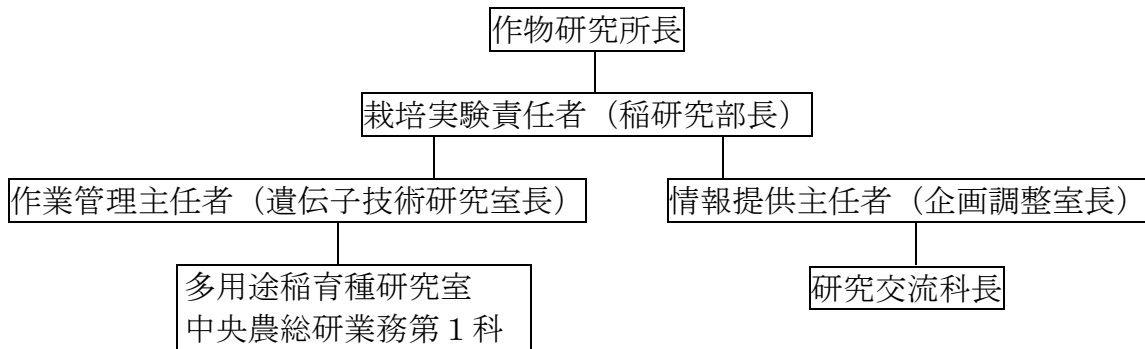 作物研究所長
栽培実験責任者（稲研究部長）
作業管理主任者（遺伝子技術研究室長）
情報提供主任者（企画調整室長）
多用途稲育種研究室
中央農総研業務第１科
研究交流科長